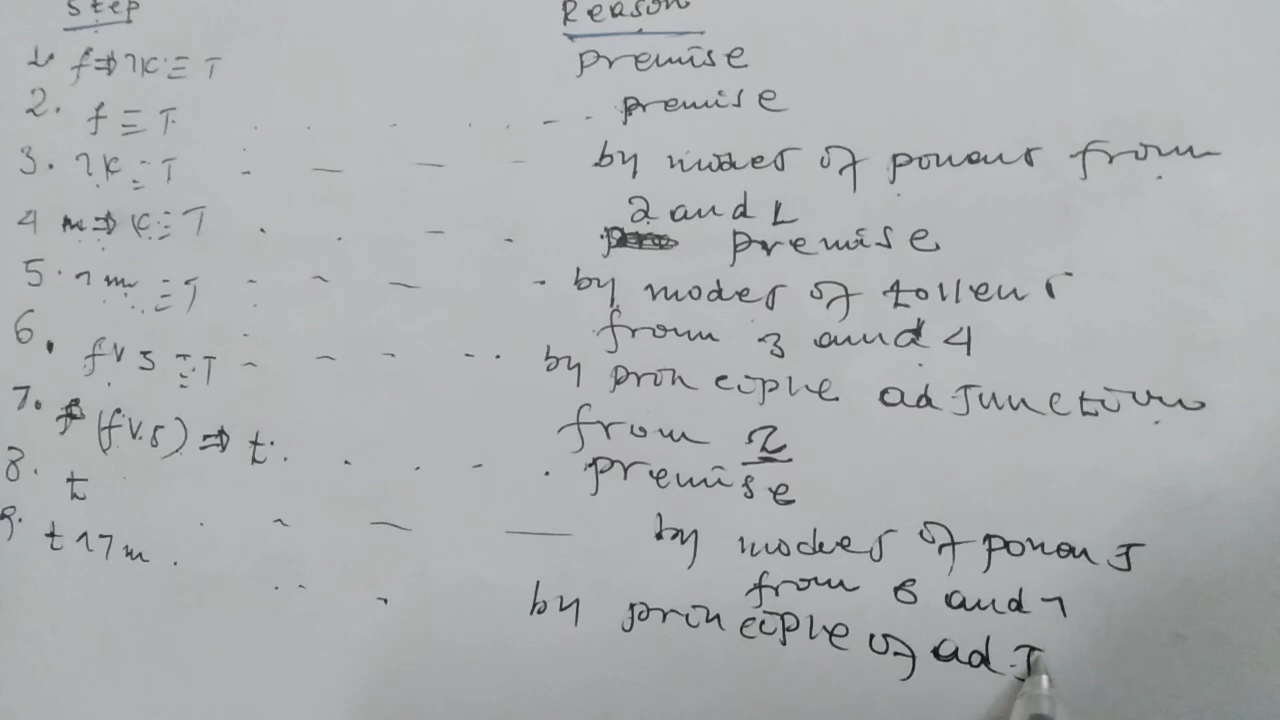 Step Reason
1. f⇒¬k≡T premise
2. f≡T premise
3. ¬k≡T by modes of ponens from
2 and 1
4 m⇒k≡T premise
5. ¬m≡T by modes of tollens
from 3 and 4
6. f∨s≡T by principle adjunction
from 2
7. (f∨s)⇒t premise
8. t by modes of ponens
from 6 and 7
9. t∧¬m by principle of adj